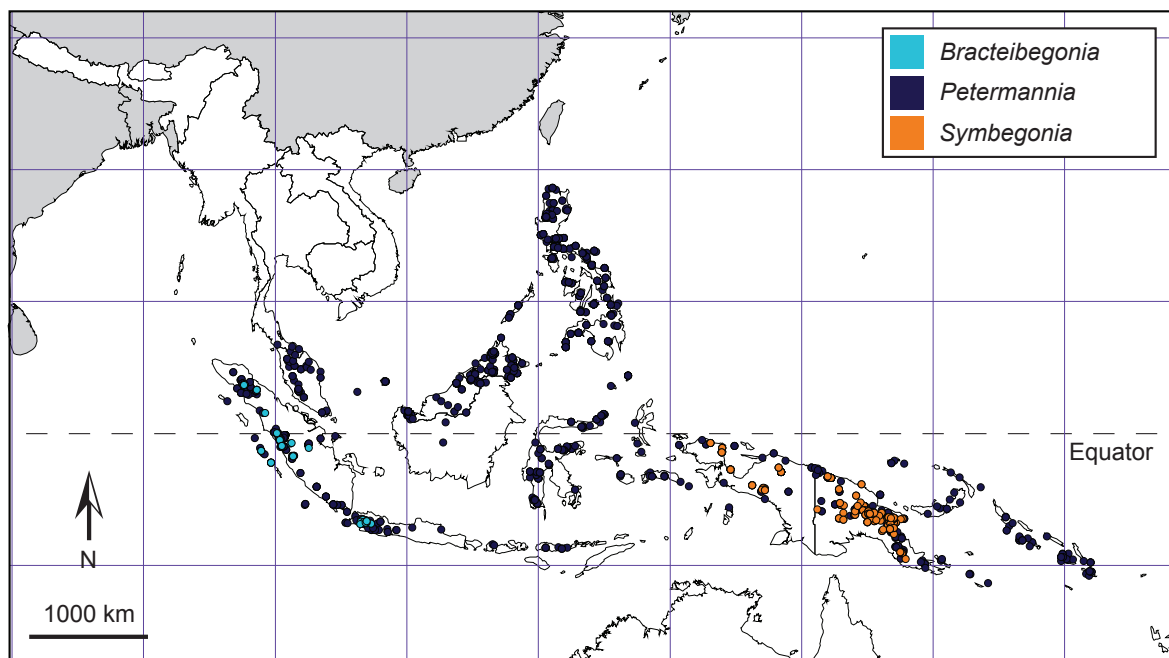 Bracteibegonia
Petermannia
Symbegonia
Equator
N
1000 km